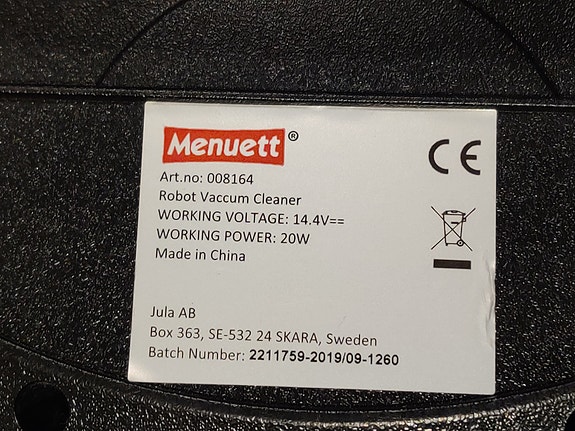 Menuett®
CE
Art.no: 008164
Robot Vaccum Cleaner
WORKING VOLTAGE: 14.4V==
WORKING POWER: 20W
Made in China
Jula AB
Box 363, SE-532 24 SKARA, Sweden
Batch Number: 2211759-2019/09-1260